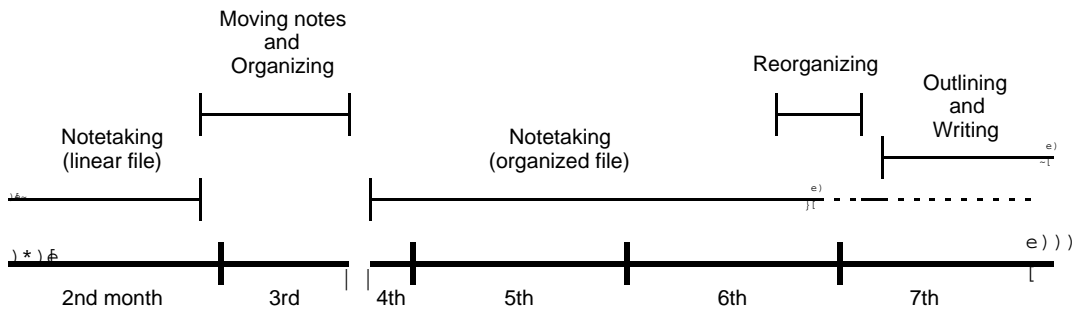 Moving notes
and
Organizing
Reorganizing
Outlining
and
Writing
Notetaking
(linear file)
Notetaking
(organized file)
2nd month
3rd
4th
5th
6th
7th